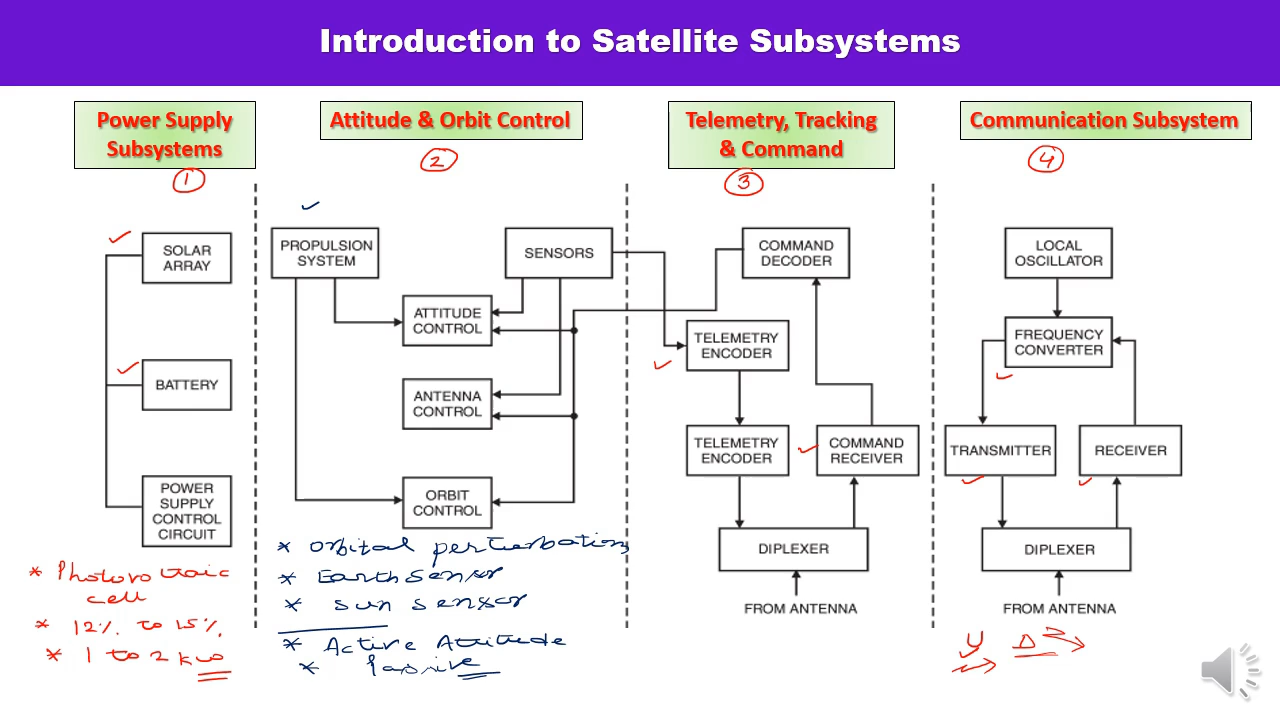 Introduction to Satellite Subsystems
Power Supply
Subsystems
1
SOLAR
ARRAY
BATTERY
POWER
SUPPLY
CONTROL
CIRCUIT
* Photovoltaic
cell
* 12% to 15%
* 1 to 2 kw
Attitude & Orbit Control
2
PROPULSION
SYSTEM
SENSORS
ATTITUDE
CONTROL
ANTENNA
CONTROL
ORBIT
CONTROL
* Orbital perturbations
* Earth sensor
* sun sensor
* Active Attitude
* Passive
Telemetry, Tracking
& Command
3
COMMAND
DECODER
TELEMETRY
ENCODER
TELEMETRY
ENCODER
COMMAND
RECEIVER
DIPLEXER
FROM ANTENNA
Communication Subsystem
4
LOCAL
OSCILLATOR
FREQUENCY
CONVERTER
TRANSMITTER
RECEIVER
DIPLEXER
FROM ANTENNA
U D